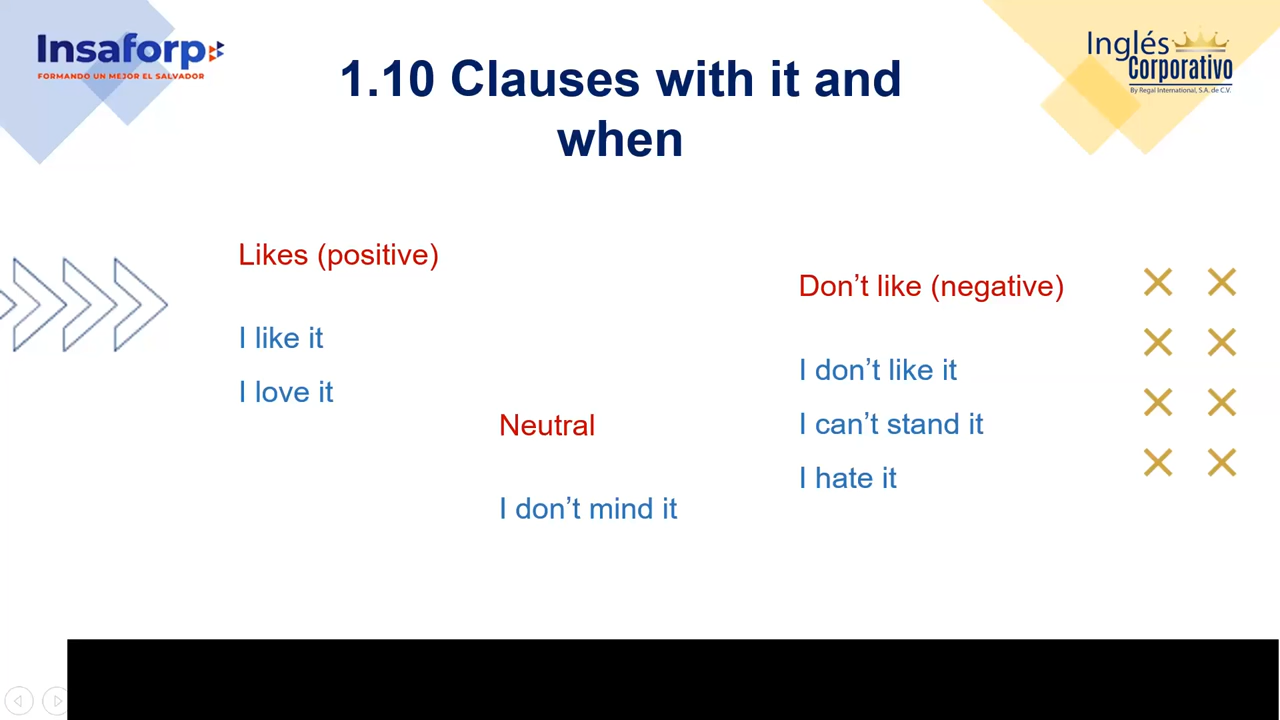 Insaforp
FORMANDO UN MEJOR EL SALVADOR
Inglés
Corporativo
By Regal International, S.A. de C.V.
1.10 Clauses with it and
when
Likes (positive)
I like it
I love it
Neutral
I don’t mind it
Don’t like (negative)
I don’t like it
I can’t stand it
I hate it